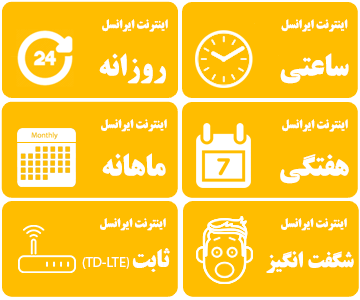 اینترنت ایرانسل
ساعتی
اینترنت ایرانسل
روزانه
24
اینترنت ایرانسل
هفتگی
7
اینترنت ایرانسل
ماهانه
Monthly
اینترنت ایرانسل
شگفت انگیز
اینترنت ایرانسل
ثابت (TD-LTE)